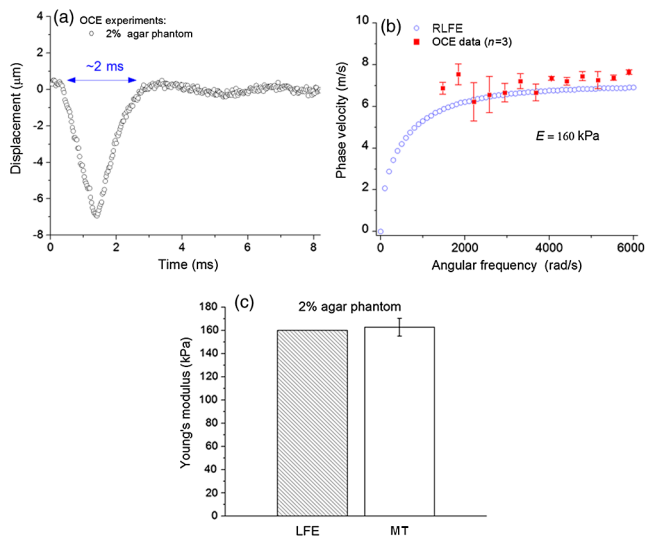 (a)
OCE experiments:
2% agar phantom
~2 ms
Displacement (µm)
2
0
-2
-4
-6
-8
0 2 4 6 8
Time (ms)
(b)
RLFE
OCE data (n=3)
E = 160 kPa
Phase velocity (m/s)
10
8
6
4
2
0
0 2000 4000 6000
Angular frequency (rad/s)
(c)
2% agar phantom
Young's modulus (kPa)
180
160
140
120
100
80
60
40
20
0
LFE MT